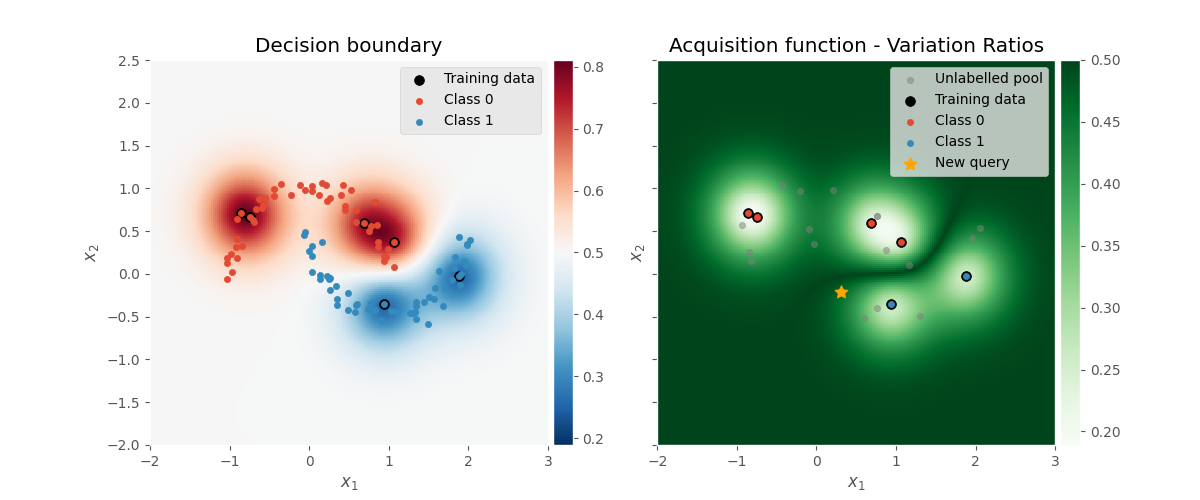 Decision boundary
Training data
Class 0
Class 1
2.5
2.0
1.5
1.0
0.5
0.0
−0.5
−1.0
−1.5
−2.0
x2
−2
−1
0
1
2
3
x1
0.8
0.7
0.6
0.5
0.4
0.3
0.2
Acquisition function - Variation Ratios
Unlabelled pool
Training data
Class 0
Class 1
New query
x2
−2
−1
0
1
2
3
x1
0.50
0.45
0.40
0.35
0.30
0.25
0.20